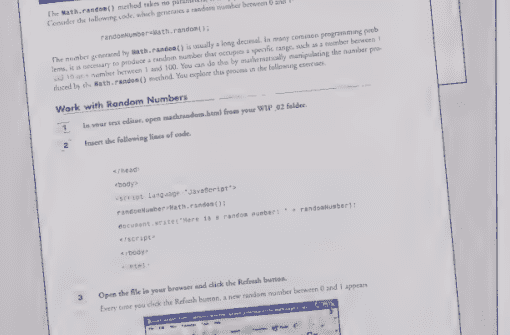 The Math.random() method takes no parameters,
Consider the following code, which generates a random number between 0 and 1
randomNumber=Math.random();
The number generated by Math.random() is usually a long decimal. In many common programming prob-
lems, it is necessary to produce a random number that occupies a specific range, such as a number between 1
and 10 or a number between 1 and 100. You can do this by mathematically manipulating the number pro-
duced by the Math.random() method. You explore this process in the following exercises.
Work with Random Numbers
1 In your text editor, open mathrandom.html from your WIP_02 folder.
2 Insert the following lines of code.
</head>
<body>
<script language="JavaScript">
randomNumber=Math.random();
document.write("Here is a random number: " + randomNumber);
</script>
</body>
</html>
3 Open the file in your browser and click the Refresh button.
Every time you click the Refresh button, a new random number between 0 and 1 appears